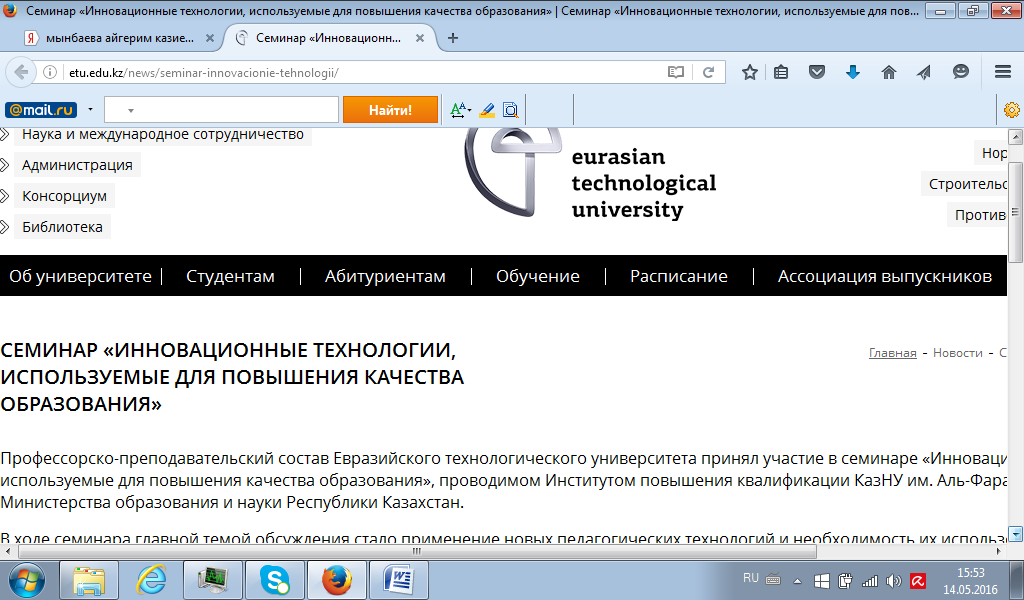 Семинар «Инновационные технологии, используемые для повышения качества образования» | Семинар «Инновационные технологии, используемые для пов...
мынбаева айгерим казие...
Семинар «Инновационн...
etu.edu.kz/news/seminar-innovacionie-tehnologii/
@mail.ru
Найти!
Наука и международное сотрудничество
Администрация
Консорциум
Библиотека
eurasian
technological
university
Нор
Строительс
Против
Об университете | Студентам | Абитуриентам | Обучение | Расписание | Ассоциация выпускников
СЕМИНАР «ИННОВАЦИОННЫЕ ТЕХНОЛОГИИ,
ИСПОЛЬЗУЕМЫЕ ДЛЯ ПОВЫШЕНИЯ КАЧЕСТВА
ОБРАЗОВАНИЯ»
Главная - Новости - С
Профессорско-преподавательский состав Евразийского технологического университета принял участие в семинаре «Инноваци
используемые для повышения качества образования», проводимом Институтом повышения квалификации КазНУ им. Аль-Фара
Министерства образования и науки Республики Казахстан.
В ходе семинара главной темой обсуждения стало применение новых педагогических технологий и необходимость их использо
RU
15:53
14.05.2016